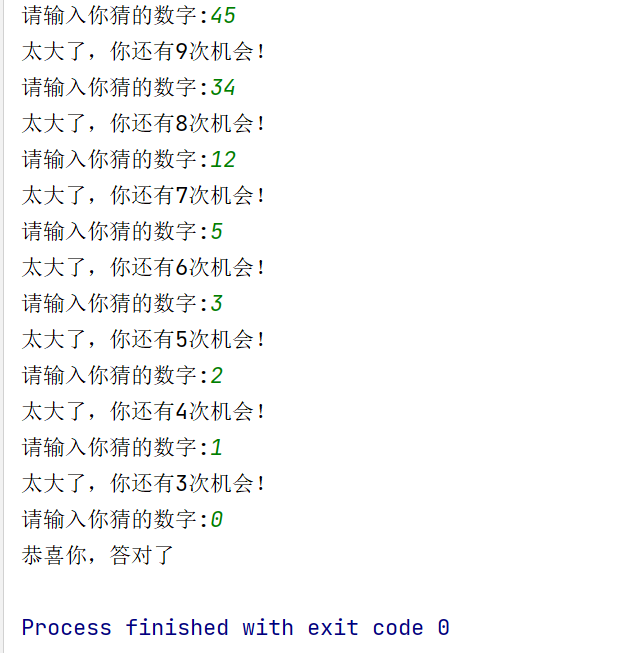 请输入你猜的数字:45
太大了，你还有9次机会！
请输入你猜的数字:34
太大了，你还有8次机会！
请输入你猜的数字:12
太大了，你还有7次机会！
请输入你猜的数字:5
太大了，你还有6次机会！
请输入你猜的数字:3
太大了，你还有5次机会！
请输入你猜的数字:2
太大了，你还有4次机会！
请输入你猜的数字:1
太大了，你还有3次机会！
请输入你猜的数字:0
恭喜你，答对了
Process finished with exit code 0